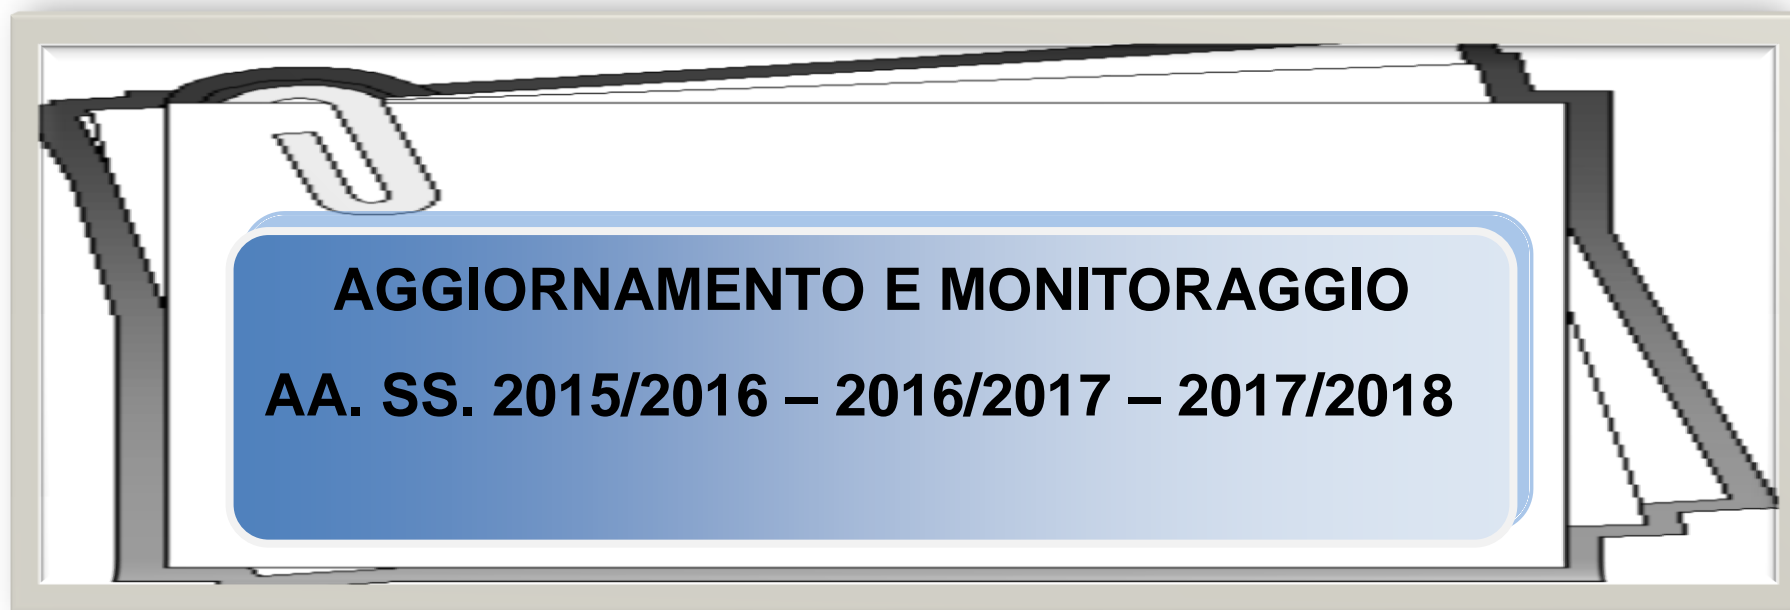 AGGIORNAMENTO E MONITORAGGIO
AA. SS. 2015/2016 – 2016/2017 – 2017/2018